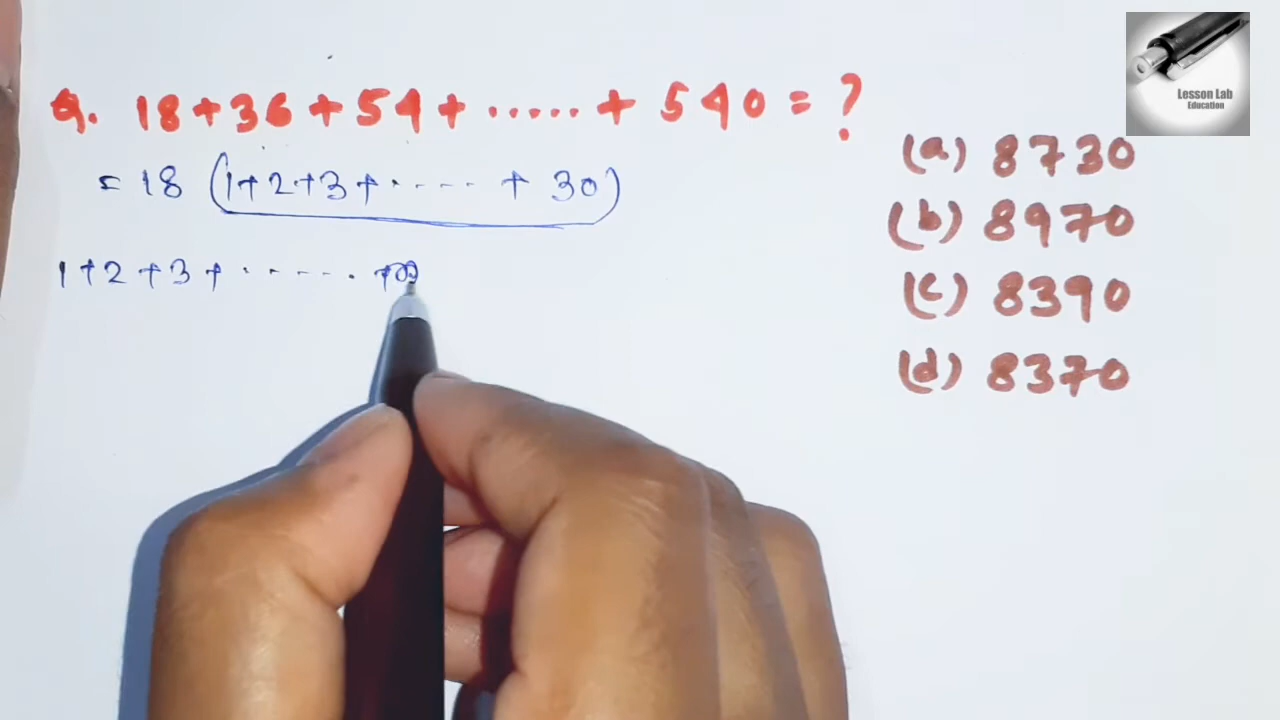 Q. 18+36+54+.....+ 540=?
= 18 (1+2+3+.....+ 30)
1+2+3+.......+
(a) 8730
(b) 8970
(c) 8390
(d) 8370
Lesson Lab
Education